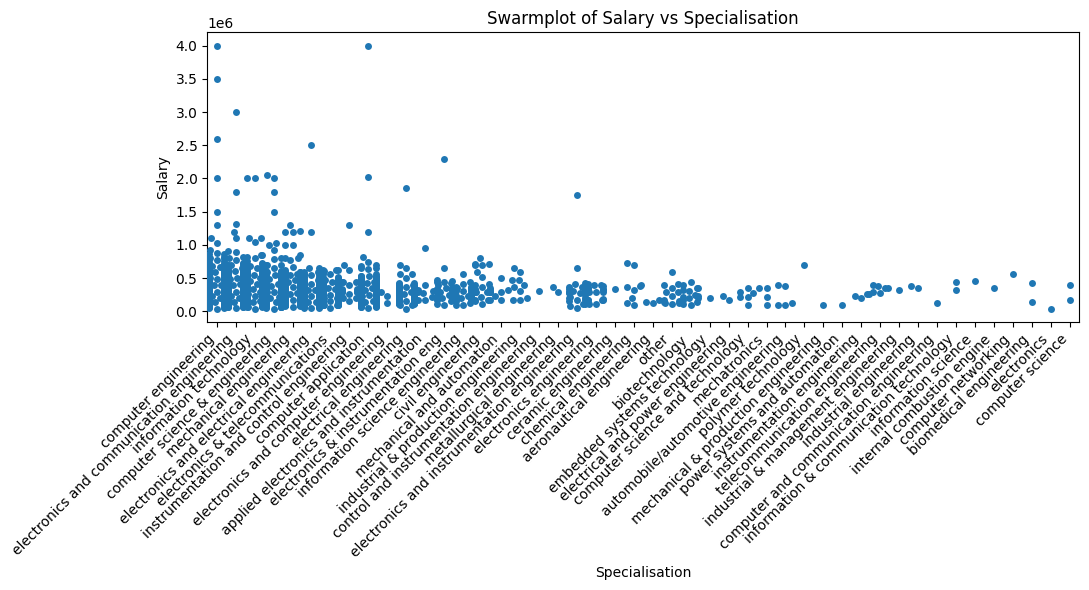 Swarmplot of Salary vs Specialisation
1e6
4.0
3.5
3.0
2.5
2.0
1.5
1.0
0.5
0.0
Salary
computer engineering
electronics and communication engineering
information technology
computer science & engineering
mechanical engineering
electronics and electrical engineering
electronics & telecommunications
instrumentation and control engineering
computer application
electronics and computer engineering
electrical engineering
applied electronics and instrumentation
electronics & instrumentation eng
information science engineering
civil engineering
mechanical and automation
industrial & production engineering
control and instrumentation engineering
metallurgical engineering
electronics and instrumentation engineering
electronics engineering
ceramic engineering
chemical engineering
aeronautical engineering
other
biotechnology
embedded systems technology
electrical and power engineering
computer science and technology
mechatronics
automobile/automotive engineering
polymer technology
mechanical & production engineering
power systems and automation
instrumentation engineering
telecommunication engineering
industrial & management engineering
industrial engineering
computer and communication engineering
information & communication technology
information science
internal combustion engine
computer networking
biomedical engineering
electronics
computer science
Specialisation